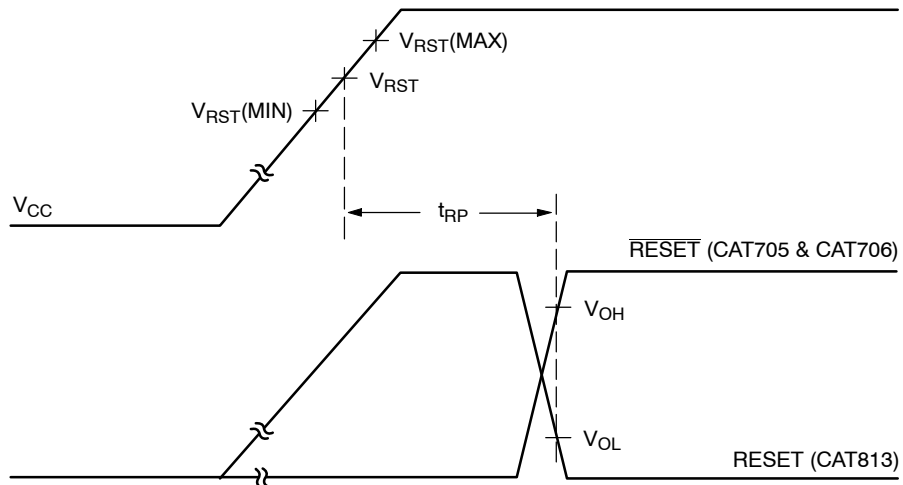 V_RST(MAX)
V_RST
V_RST(MIN)
V_CC
t_RP
RESET (CAT705 & CAT706)
V_OH
V_OL
RESET (CAT813)